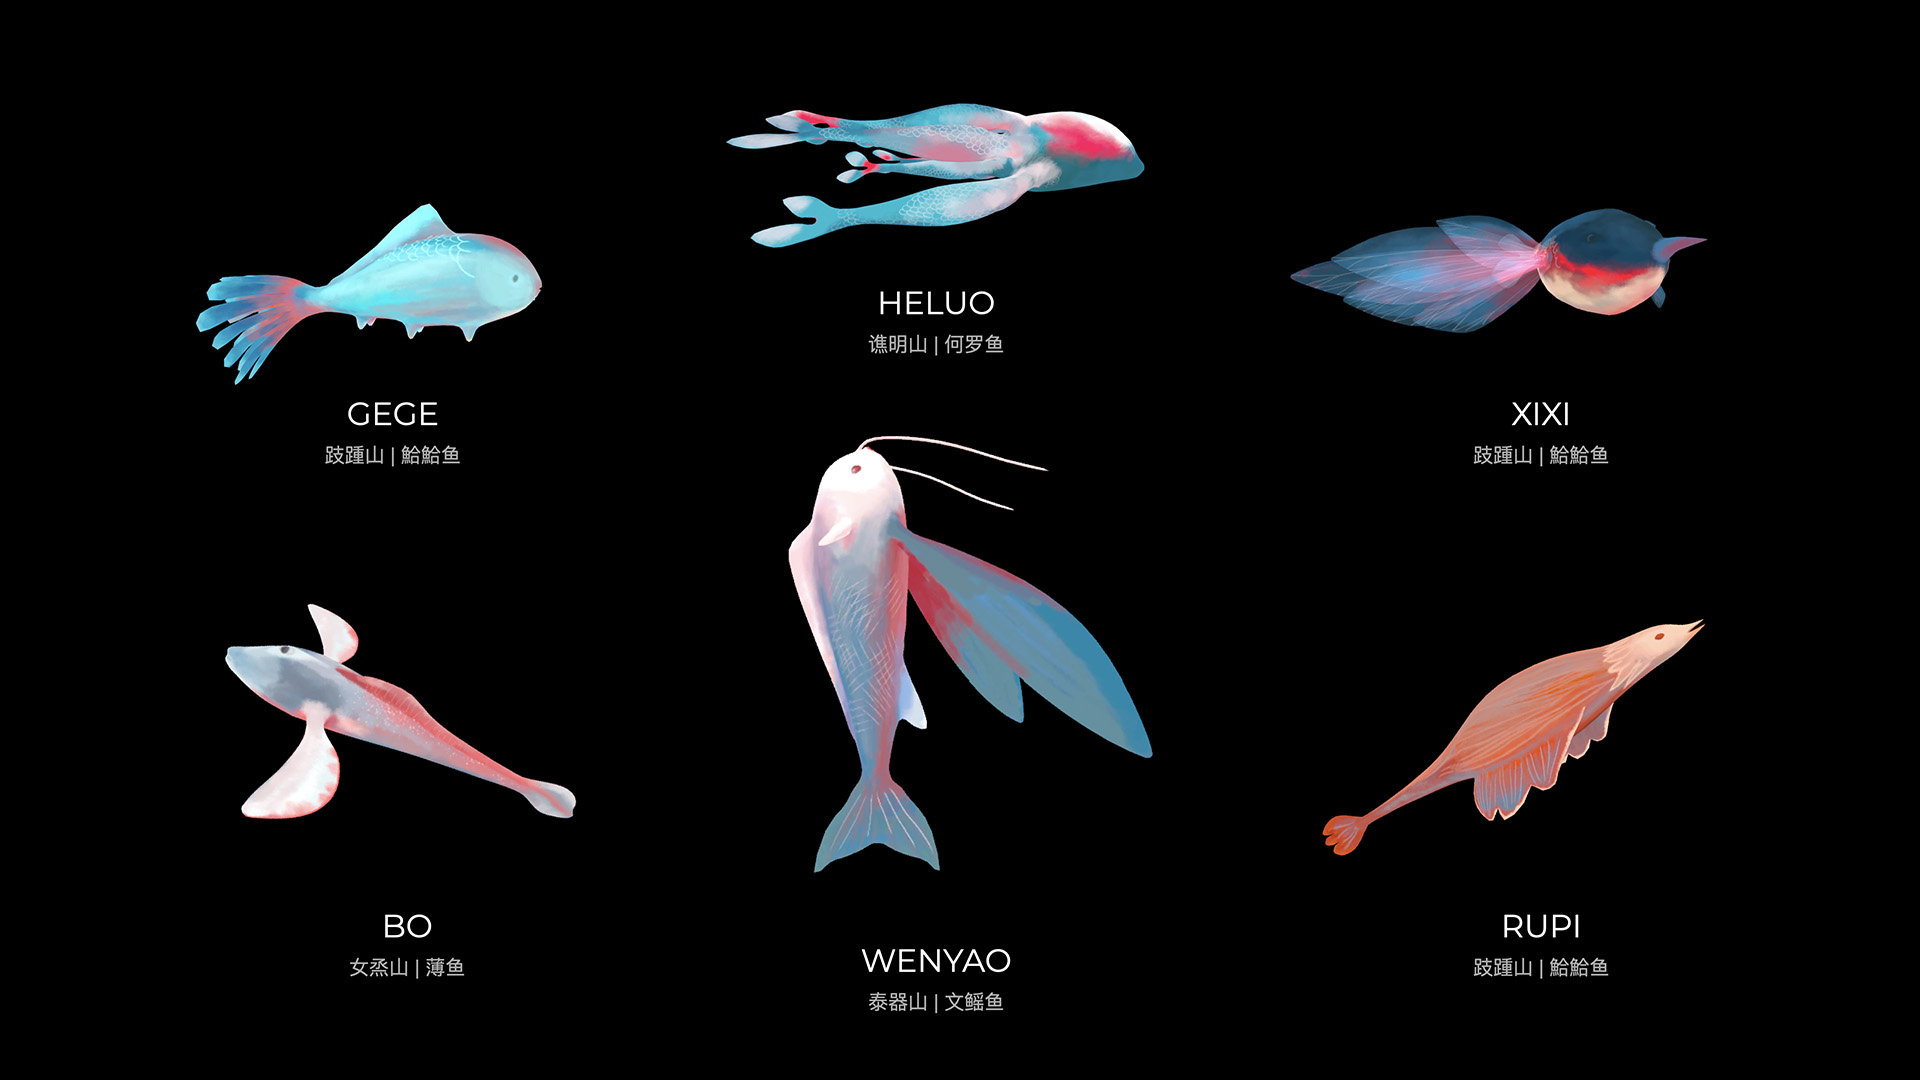 HELUO
谯明山 | 何罗鱼
GEGE
跂踵山 | 鮯鮯鱼
XIXI
跂踵山 | 鮯鮯鱼
BO
女烝山 | 薄鱼
WENYAO
泰器山 | 文鳐鱼
RUPI
跂踵山 | 鮯鮯鱼